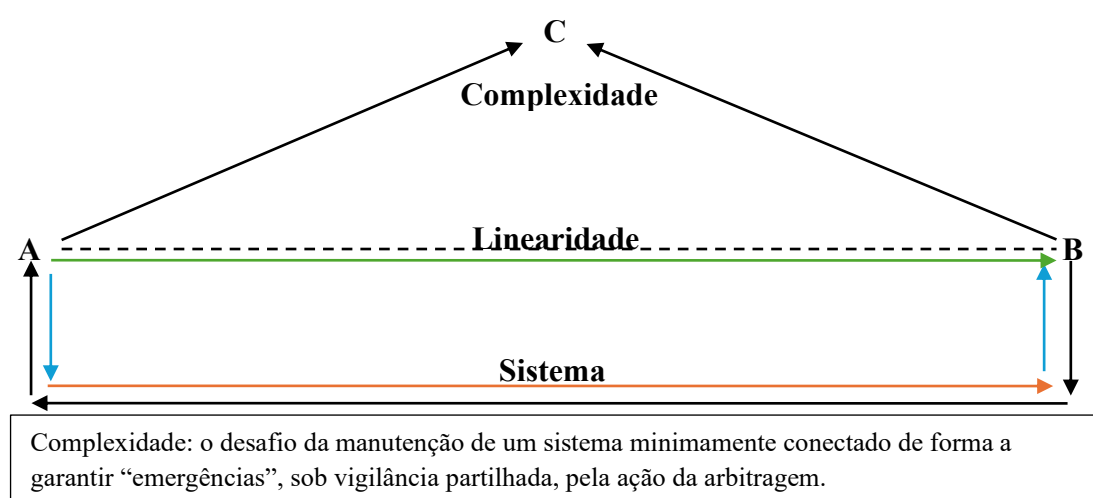 C
Complexidade
A
Linearidade
B
Sistema
Complexidade: o desafio da manutenção de um sistema minimamente conectado de forma a
garantir “emergências”, sob vigilância partilhada, pela ação da arbitragem.